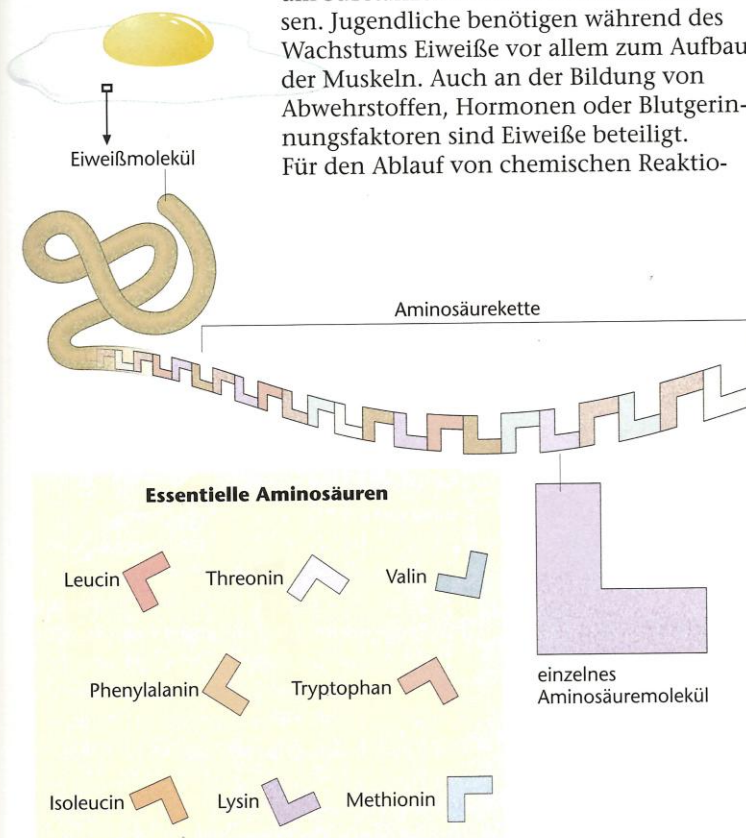 sen. Jugendliche benötigen während des
Wachstums Eiweiße vor allem zum Aufbau
der Muskeln. Auch an der Bildung von
Abwehrstoffen, Hormonen oder Blutgerin-
nungsfaktoren sind Eiweiße beteiligt.
Für den Ablauf von chemischen Reaktio-
Eiweißmolekül
Aminosäurekette
Essentielle Aminosäuren
Leucin
Threonin
Valin
Phenylalanin
Tryptophan
Isoleucin
Lysin
Methionin
einzelnes
Aminosäuremolekül